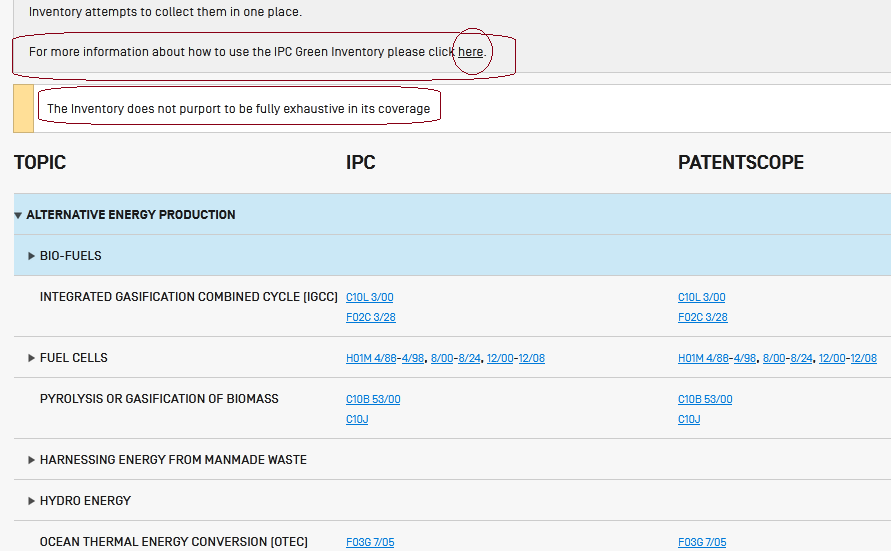 Inventory attempts to collect them in one place.
For more information about how to use the IPC Green Inventory please click here.
The Inventory does not purport to be fully exhaustive in its coverage
TOPIC IPC PATENTSCOPE
ALTERNATIVE ENERGY PRODUCTION
BIO-FUELS
INTEGRATED GASIFICATION COMBINED CYCLE (IGCC) C10L 3/00 C10L 3/00
F02C 3/28 F02C 3/28
FUEL CELLS H01M 4/86-4/98, 8/00-8/24, 12/00-12/08 H01M 4/86-4/98, 8/00-8/24, 12/00-12/08
PYROLYSIS OR GASIFICATION OF BIOMASS C10B 53/00 C10B 53/00
C10J C10J
HARNESSING ENERGY FROM MANMADE WASTE
HYDRO ENERGY
OCEAN THERMAL ENERGY CONVERSION (OTEC) F03G 7/05 F03G 7/05